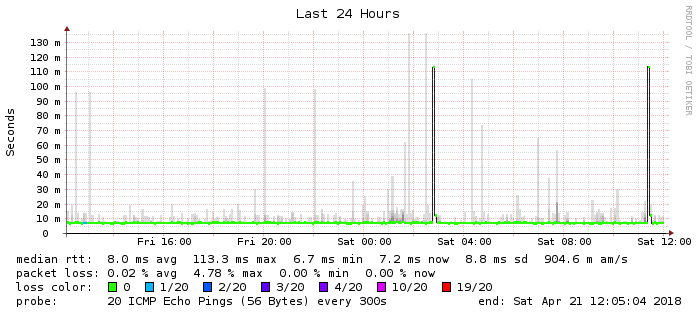 Last 24 Hours
RRDTOOL / TOBI OETIKER
Seconds
130 m
120 m
110 m
100 m
90 m
80 m
70 m
60 m
50 m
40 m
30 m
20 m
10 m
0
Fri 16:00 Fri 20:00 Sat 00:00 Sat 04:00 Sat 08:00 Sat 12:00
median rtt: 8.0 ms avg 113.3 ms max 6.7 ms min 7.2 ms now 8.8 ms sd 904.6 m am/s
packet loss: 0.02 % avg 4.78 % max 0.00 % min 0.00 % now
loss color: 0 1/20 2/20 3/20 4/20 10/20 19/20
probe: 20 ICMP Echo Pings (56 Bytes) every 300s end: Sat Apr 21 12:05:04 2018